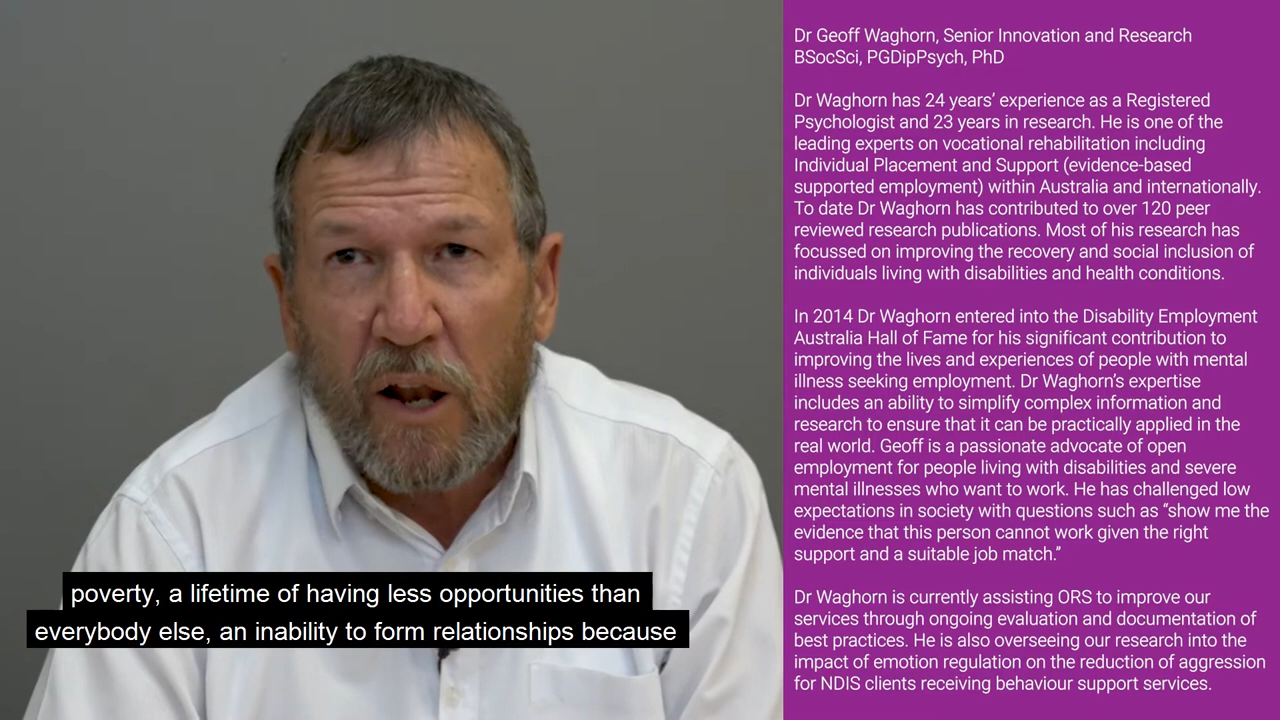 Dr Geoff Waghorn, Senior Innovation and Research
BSocSci, PGDipPsych, PhD
Dr Waghorn has 24 years’ experience as a Registered
Psychologist and 23 years in research. He is one of the
leading experts on vocational rehabilitation including
Individual Placement and Support (evidence-based
supported employment) within Australia and internationally.
To date Dr Waghorn has contributed to over 120 peer
reviewed research publications. Most of his research has
focussed on improving the recovery and social inclusion of
individuals living with disabilities and health conditions.
In 2014 Dr Waghorn entered into the Disability Employment
Australia Hall of Fame for his significant contribution to
improving the lives and experiences of people with mental
illness seeking employment. Dr Waghorn’s expertise
includes an ability to simplify complex information and
research to ensure that it can be practically applied in the
real world. Geoff is a passionate advocate of open
employment for people living with disabilities and severe
mental illnesses who want to work. He has challenged low
expectations in society with questions such as “show me the
evidence that this person cannot work given the right
support and a suitable job match.”
Dr Waghorn is currently assisting ORS to improve our
services through ongoing evaluation and documentation of
best practices. He is also overseeing our research into the
impact of emotion regulation on the reduction of aggression
for NDIS clients receiving behaviour support services.
poverty, a lifetime of having less opportunities than
everybody else, an inability to form relationships because